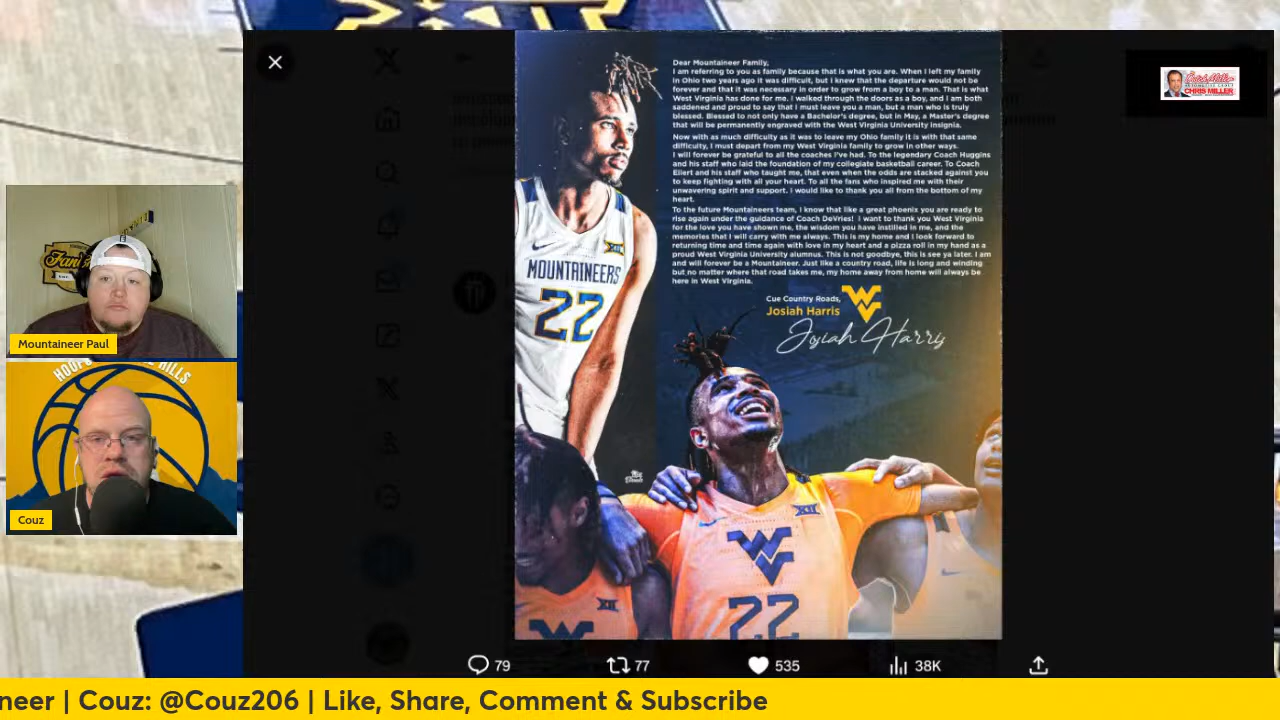 Dear Mountaineer Family,
I am referring to you as family because that is what you are. When I left my family
in Ohio two years ago it was difficult, but I knew that the departure would not be
forever and that it was necessary in order to grow from a boy to a man. That is what
West Virginia has done for me. I walked through the doors as a boy, and I am both
saddened and proud to say that I must leave you a man, but a man who is truly
blessed. Blessed to not only have a Bachelor's degree, but in May, a Master's degree
that will be permanently engraved with the West Virginia University insignia.
Now with as much difficulty as it was to leave my Ohio family it is with that same
difficulty, I must depart from my West Virginia family to grow in other ways.
I will forever be grateful to all the coaches I've had. To the legendary Coach Huggins
and his staff who laid the foundation of my collegiate basketball career. To Coach
Eilert and his staff who taught me, that even when the odds are stacked against you
to keep fighting with all your heart. To all the fans who inspired me with their
unwavering spirit and support. I would like to thank you all from the bottom of my
heart.
To the future Mountaineers team, I know that like a great phoenix you are ready to
rise again under the guidance of Coach DeVries! I want to thank you West Virginia
for the love you have shown me, the wisdom you have instilled in me, and the
memories that I will carry with me always. This is my home and I look forward to
returning time and time again with love in my heart and a pizza roll in my hand as a
proud West Virginia University alumnus. This is not goodbye, this is see ya later. I am
and will forever be a Mountaineer. Just like a country road, life is long and winding
but no matter where that road takes me, my home away from home will always be
here in West Virginia.
Cue Country Roads,
Josiah Harris
WV
Josiah Harris
XII
MOUNTAINEERS
22
XII
WV
22
XII
CHRIS MILLER
HOOPS
HILLS
Mountaineer Paul
Couz
79
77
535
38K
neer | Couz: @Couz206 | Like, Share, Comment & Subscribe